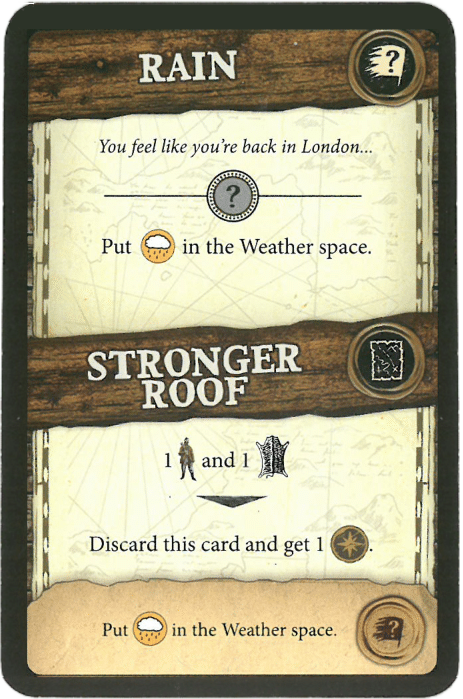 RAIN
?
You feel like you're back in London...
?
Put in the Weather space.
STRONGER
ROOF
1 and 1
Discard this card and get 1 .
Put in the Weather space.
?